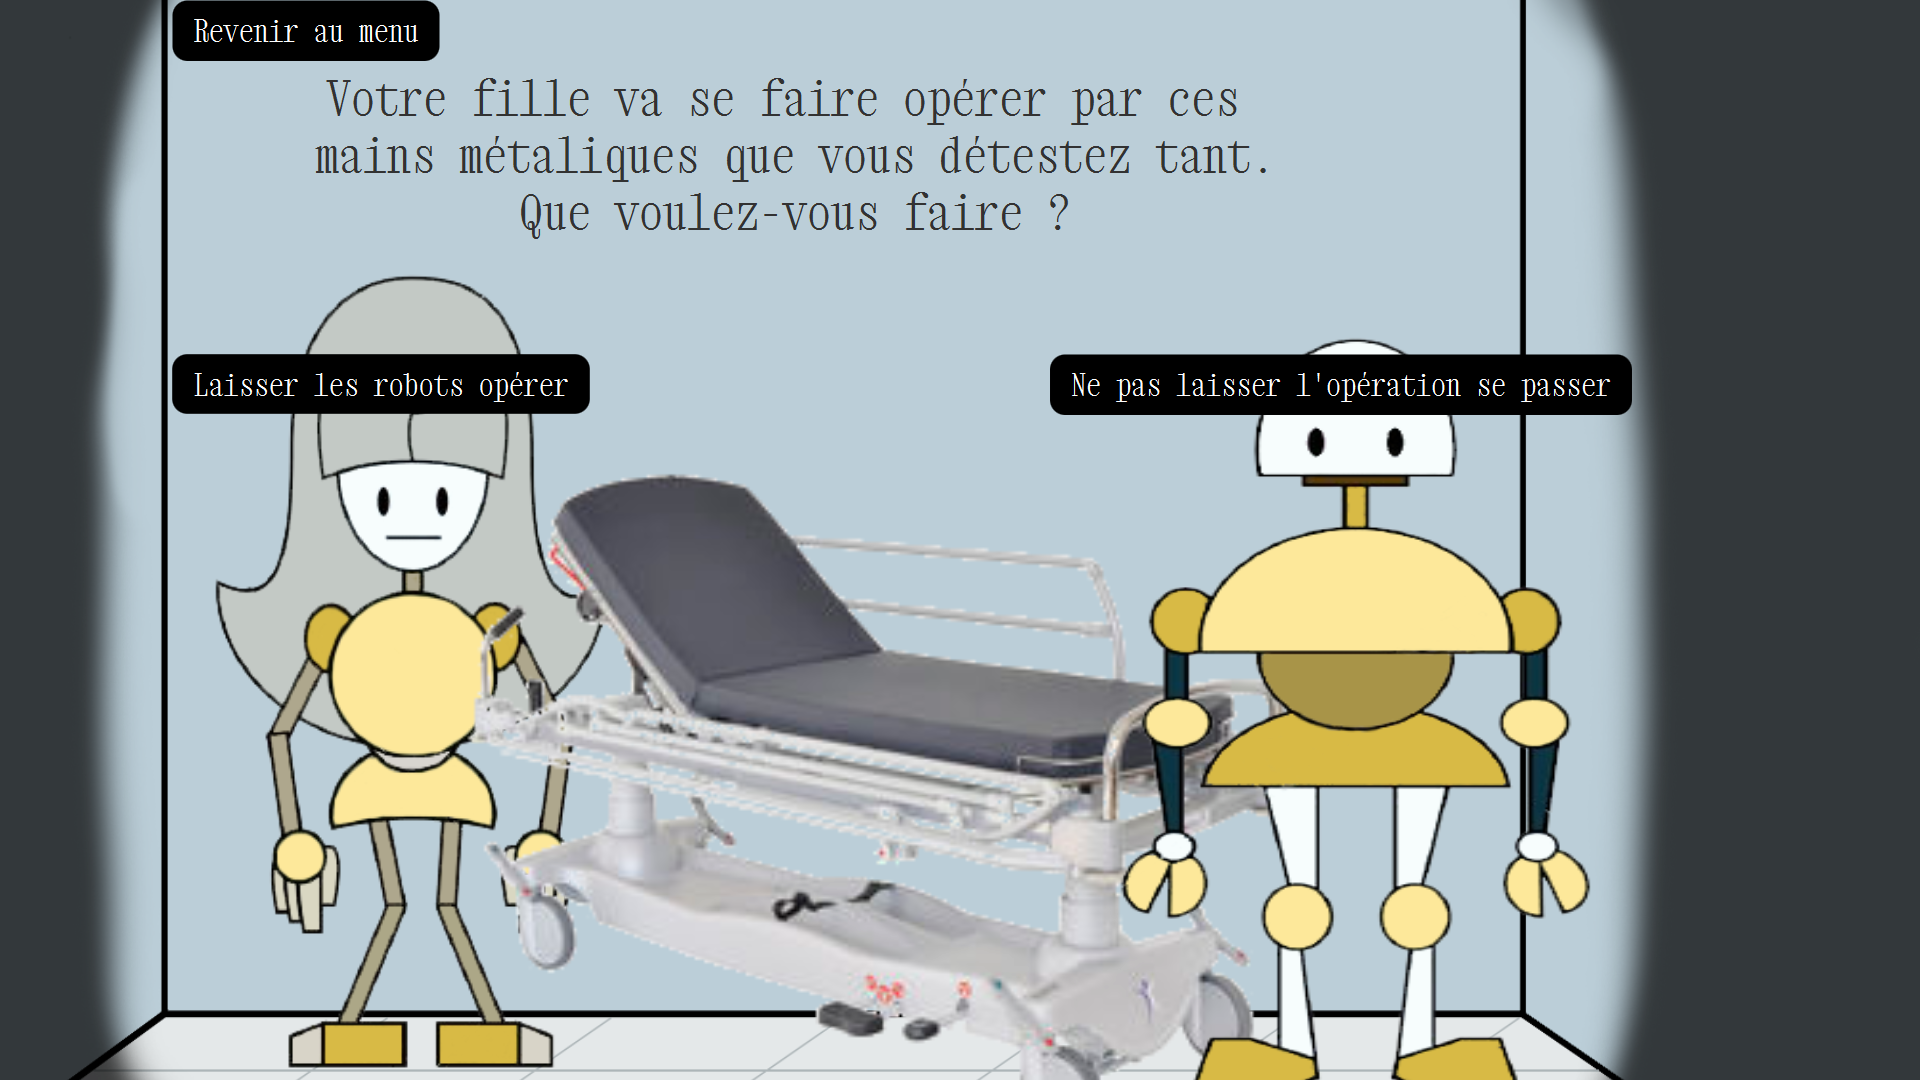 Revenir au menu
Votre fille va se faire opérer par ces
mains métaliques que vous détestez tant.
Que voulez-vous faire ?
Laisser les robots opérer
Ne pas laisser l'opération se passer